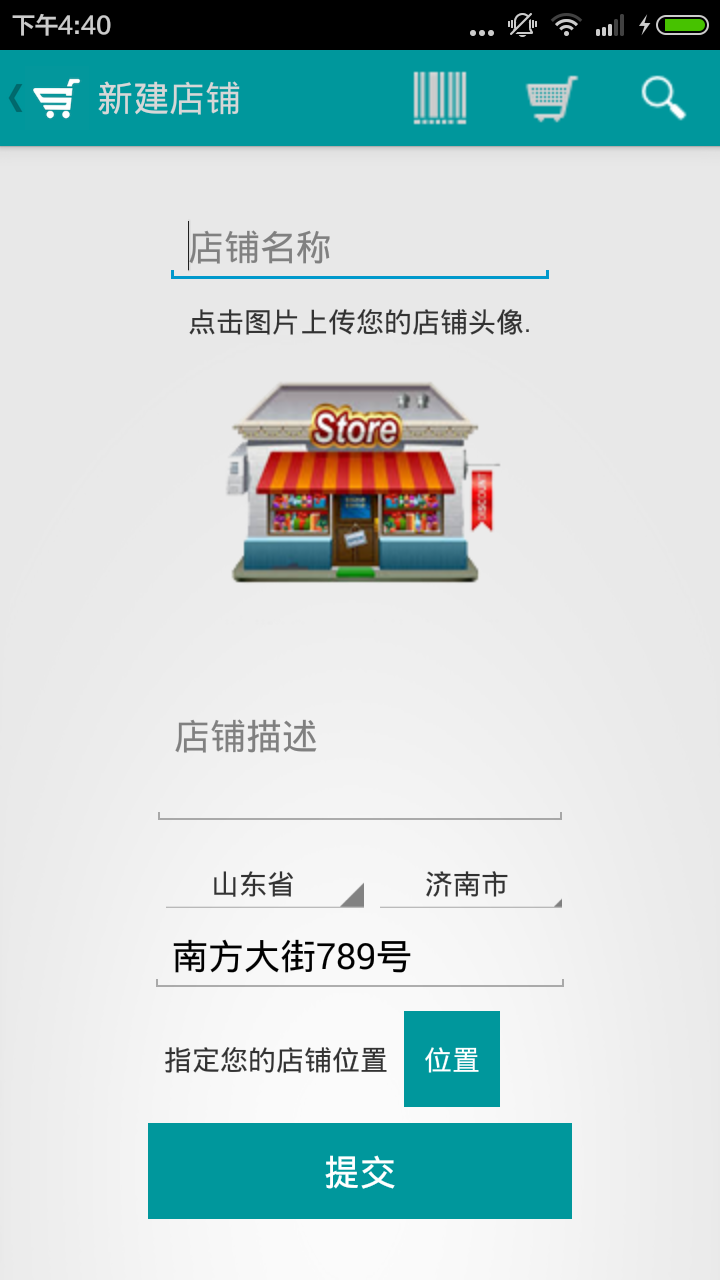 下午4:40
新建店铺
店铺名称
点击图片上传您的店铺头像.
Store
DISCOUNT
店铺描述
山东省 济南市
南方大街789号
指定您的店铺位置 位置
提交